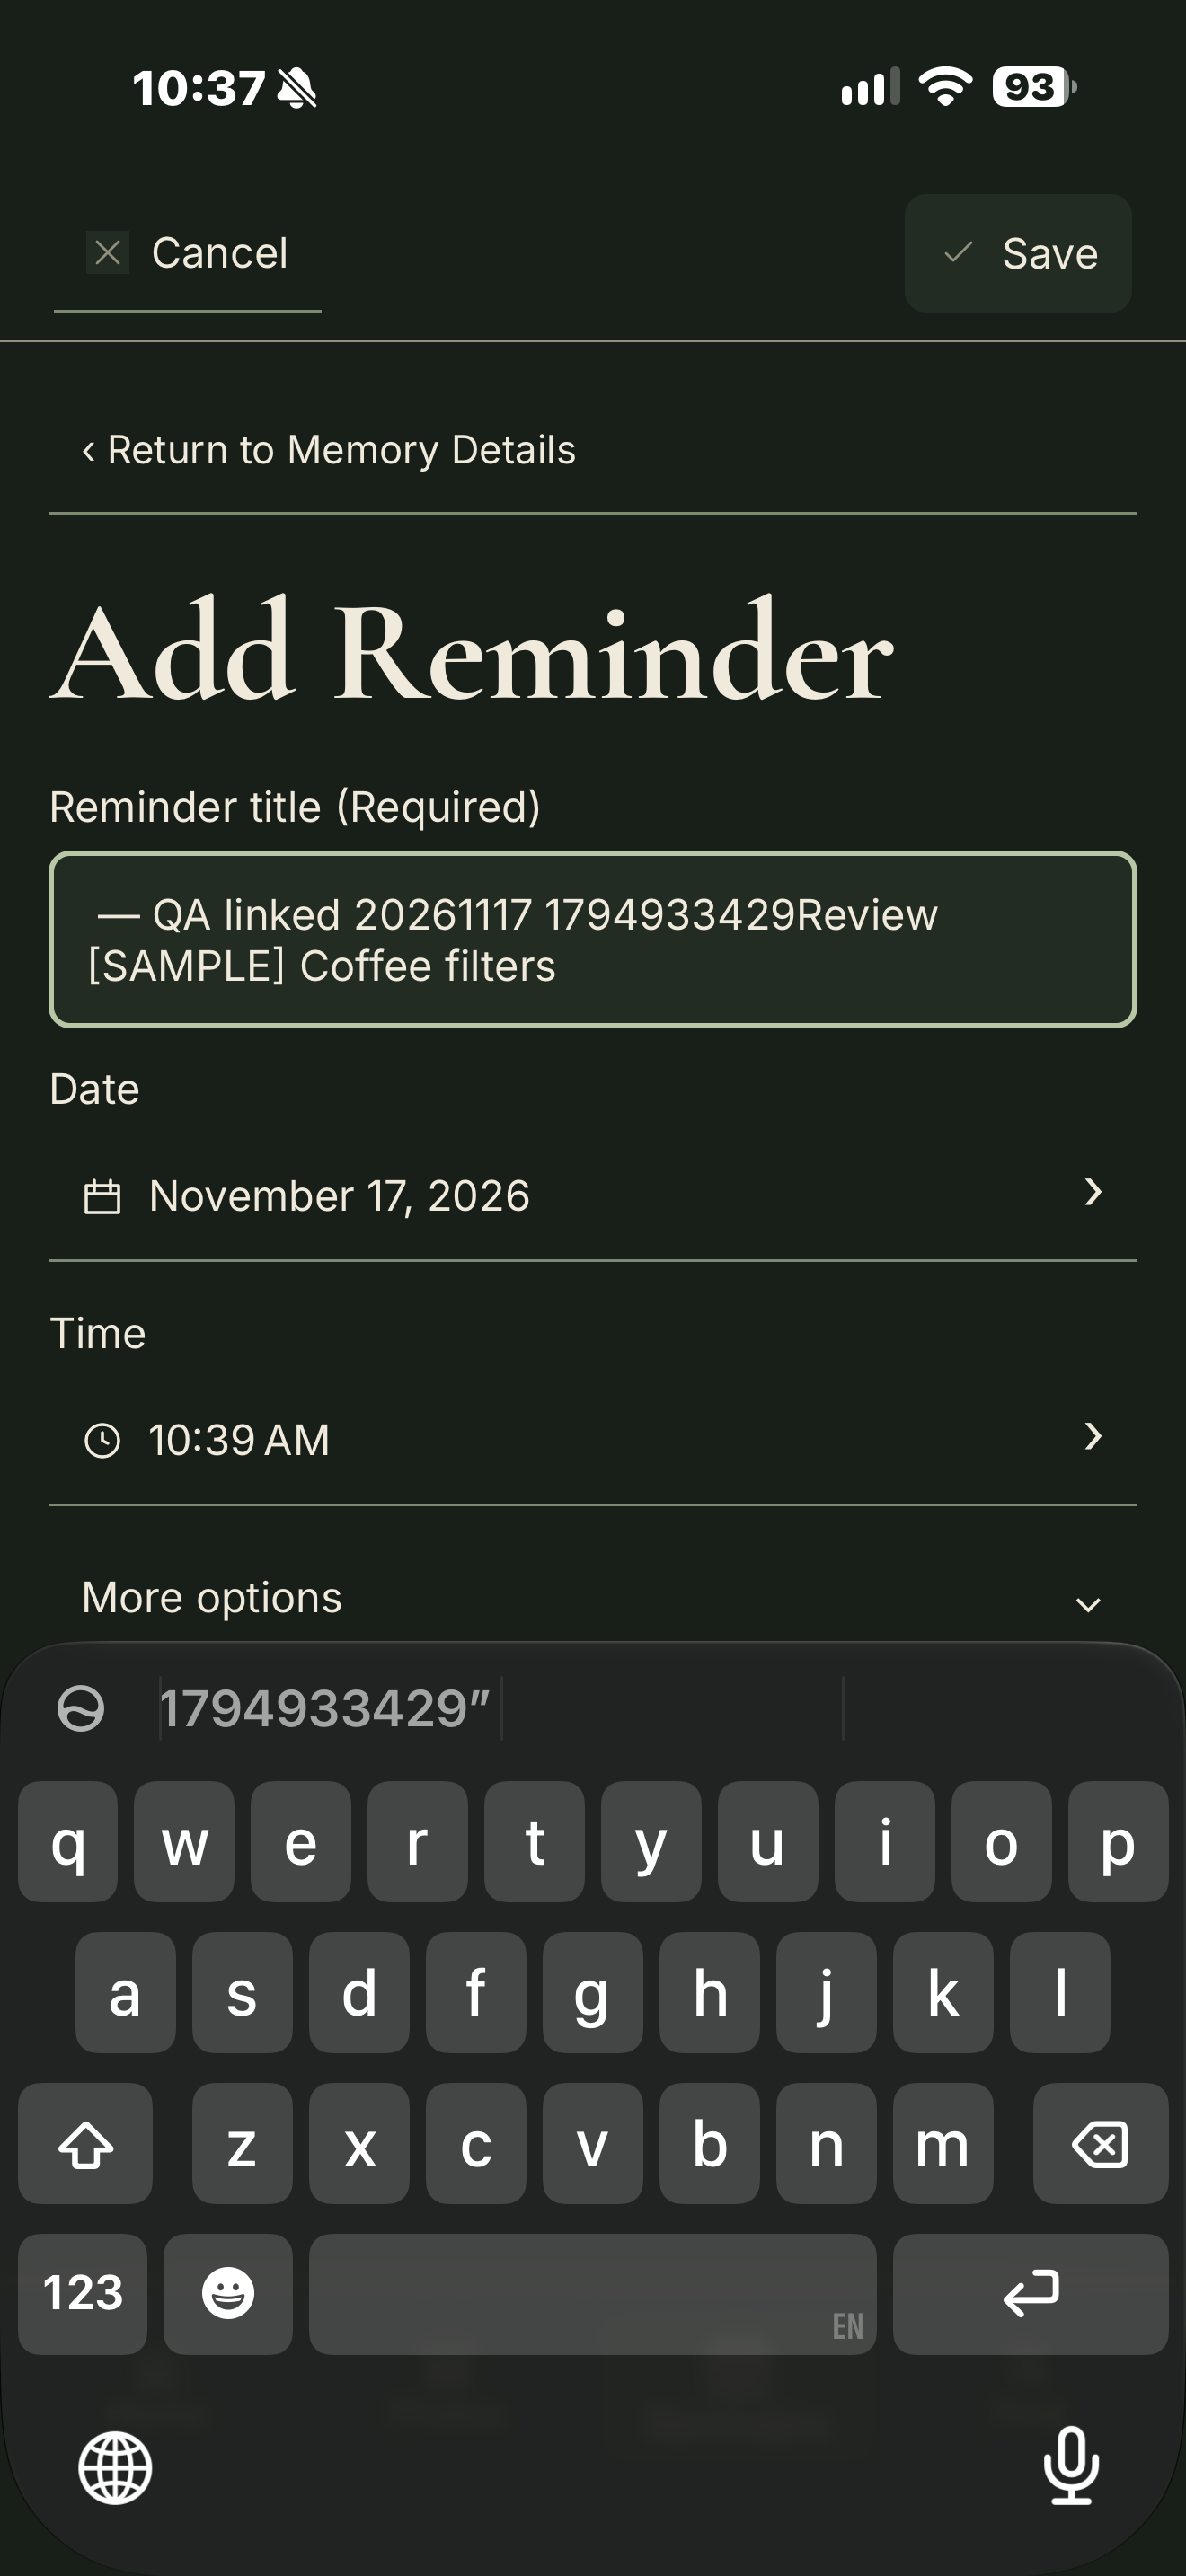 10:37
93
Cancel
Save
‹ Return to Memory Details
Add Reminder
Reminder title (Required)
— QA linked 20261117 1794933429Review
[SAMPLE] Coffee filters
Date
November 17, 2026
Time
10:39 AM
More options
1794933429”
q w e r t y u i o p
a s d f g h j k l
z x c v b n m
123
EN